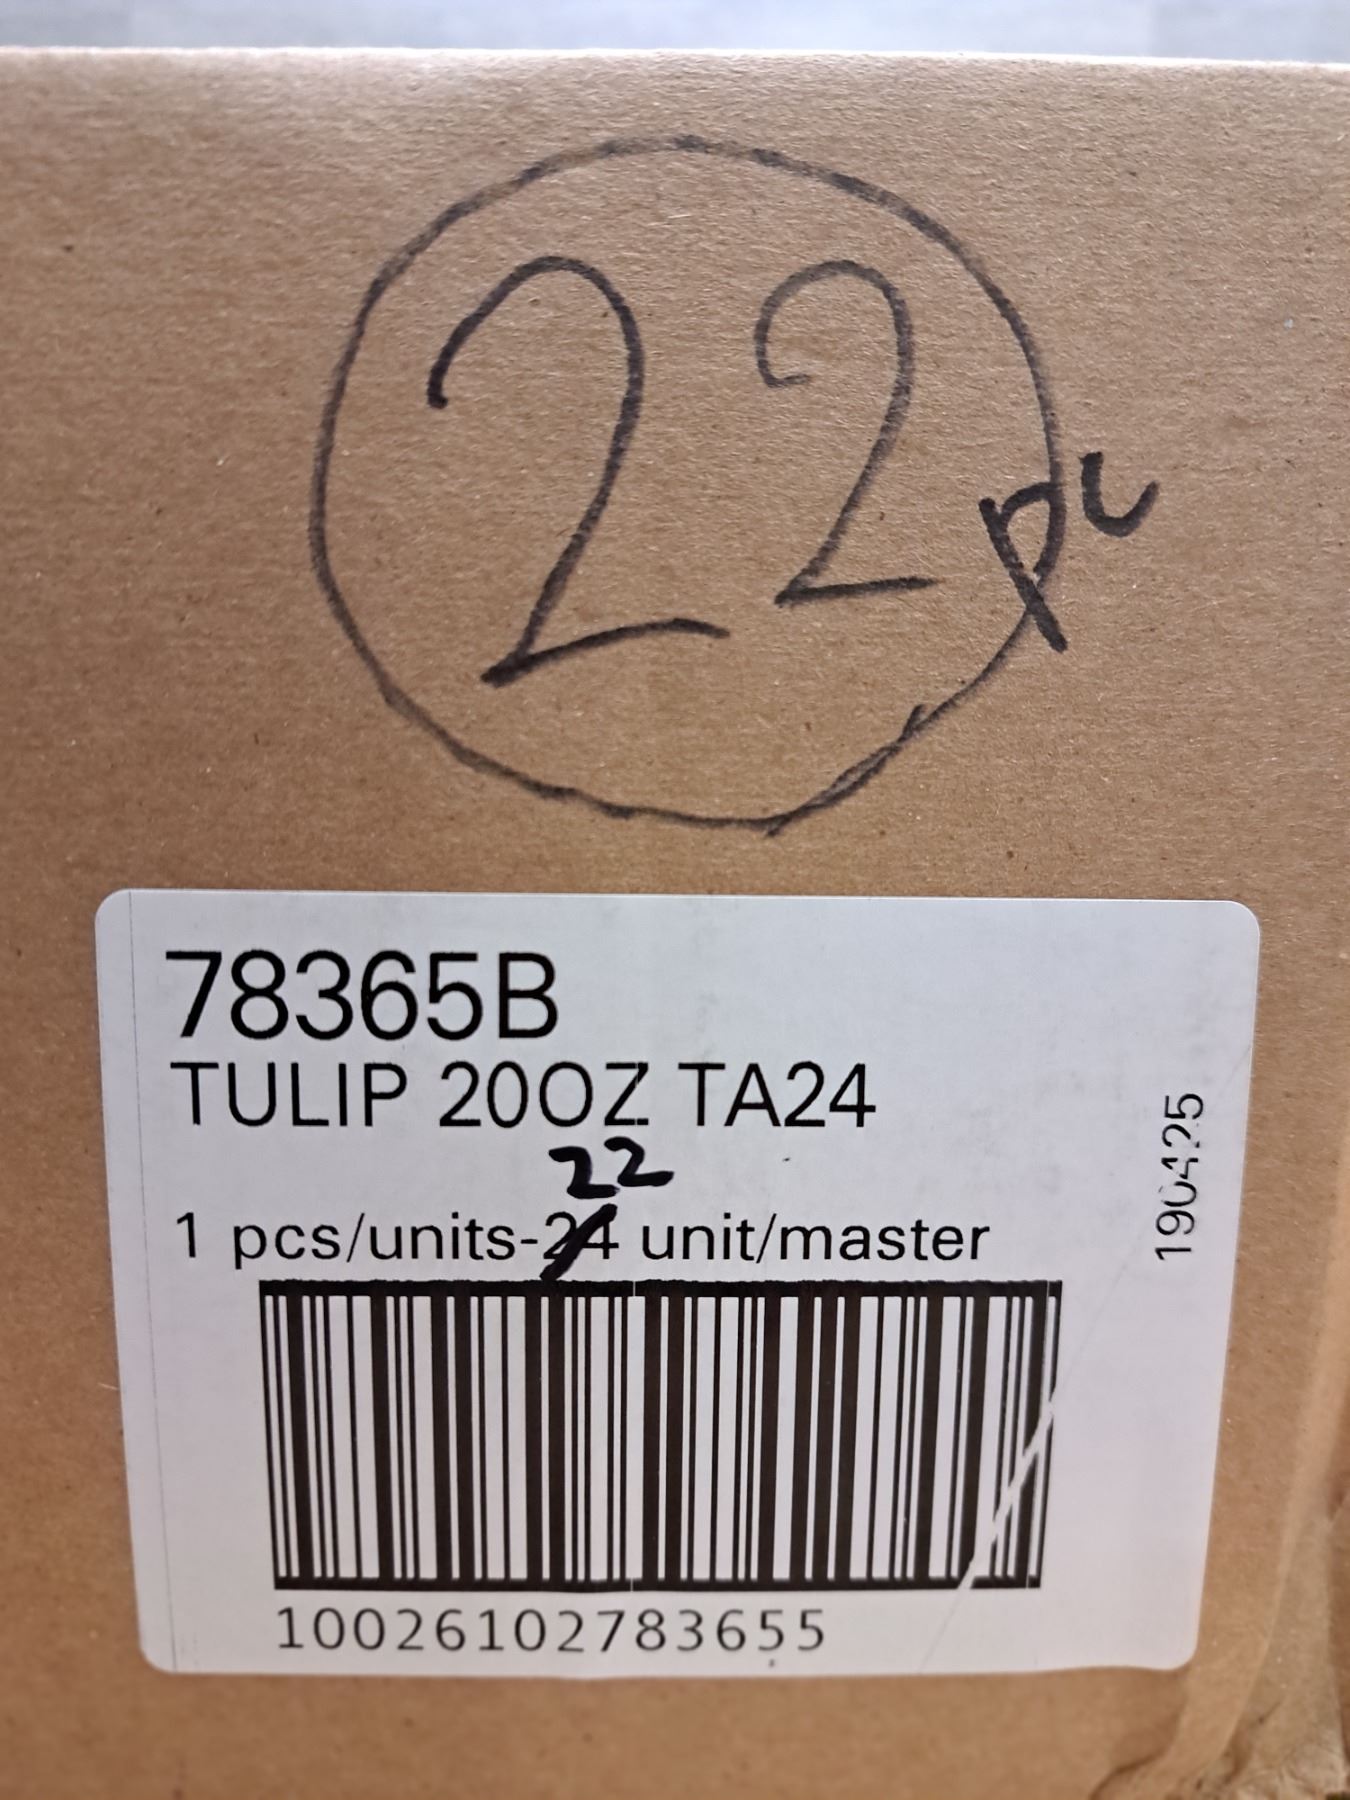 22 pc
78365B
TULIP 20OZ TA24
22
1 pcs/units-24 unit/master
190425
10026102783655